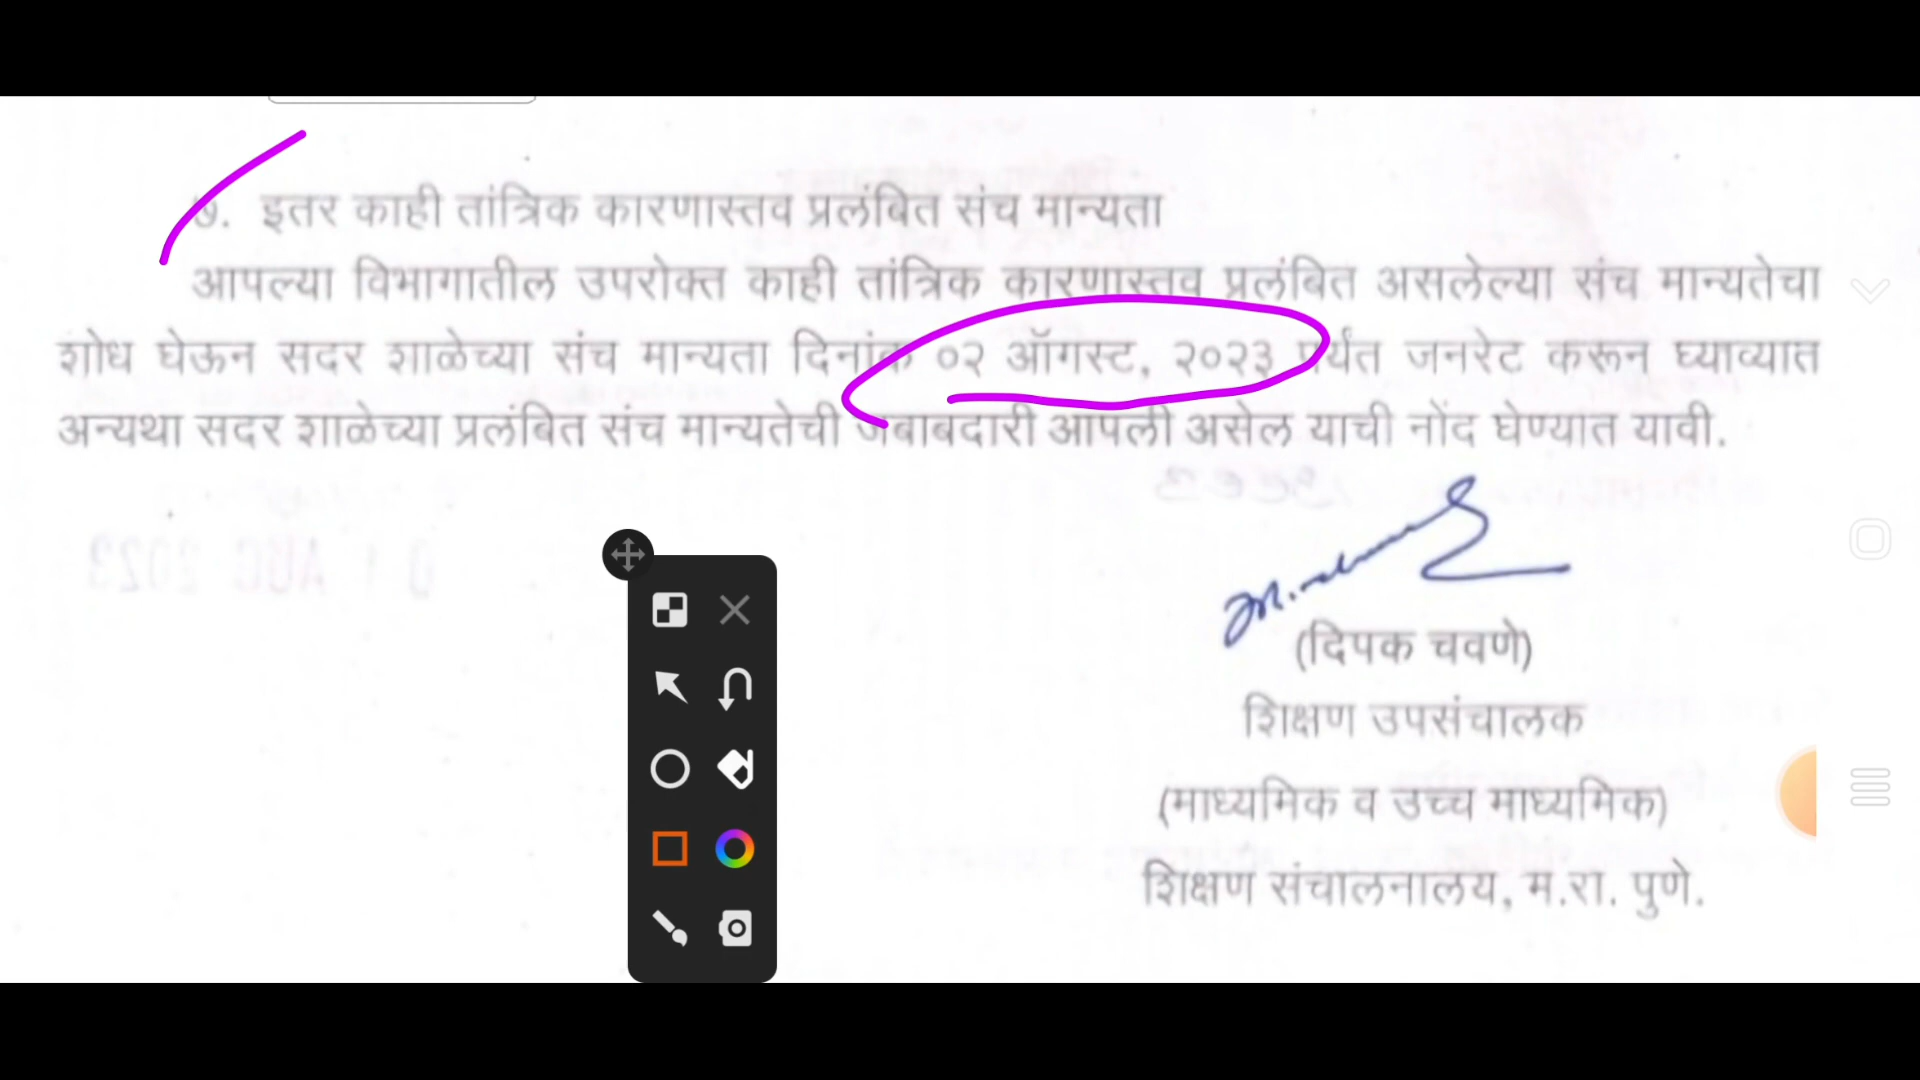 ७. इतर काही तांत्रिक कारणास्तव प्रलंबित संच मान्यता
आपल्या विभागातील उपरोक्त काही तांत्रिक कारणास्तव प्रलंबित असलेल्या संच मान्यतेचा
शोध घेऊन सदर शाळेच्या संच मान्यता दिनांक ०२ ऑगस्ट, २०२३ पर्यंत जनरेट करून घ्याव्यात
अन्यथा सदर शाळेच्या प्रलंबित संच मान्यतेची जबाबदारी आपली असेल याची नोंद घेण्यात यावी.
(दिपक चवणे)
शिक्षण उपसंचालक
(माध्यमिक व उच्च माध्यमिक)
शिक्षण संचालनालय, म.रा. पुणे.